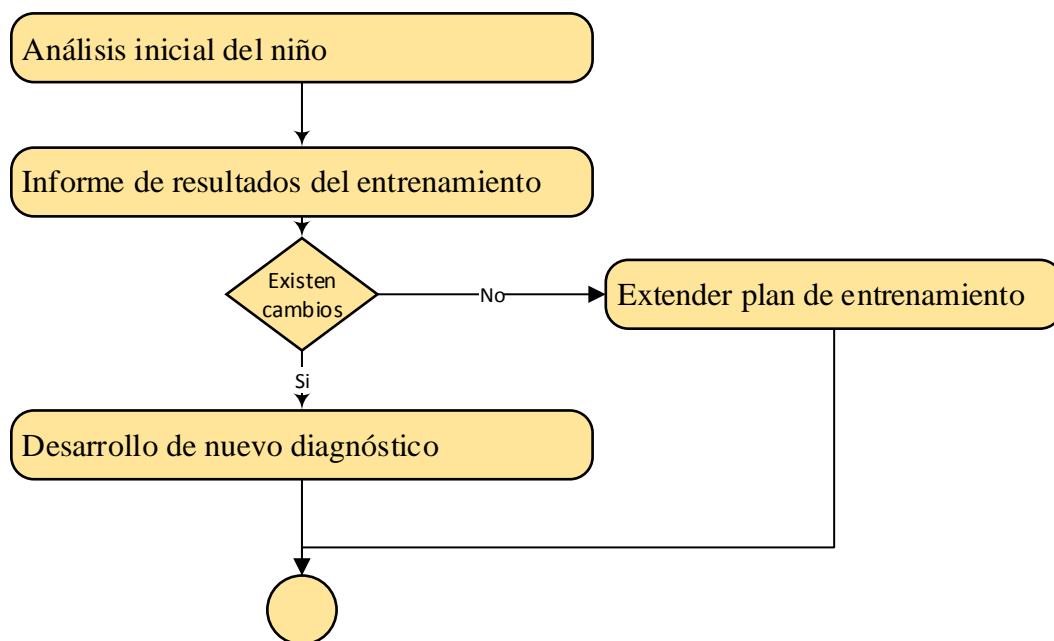 Análisis inicial del niño
Informe de resultados del entrenamiento
Existen
cambios
No
Extender plan de entrenamiento
Si
Desarrollo de nuevo diagnóstico